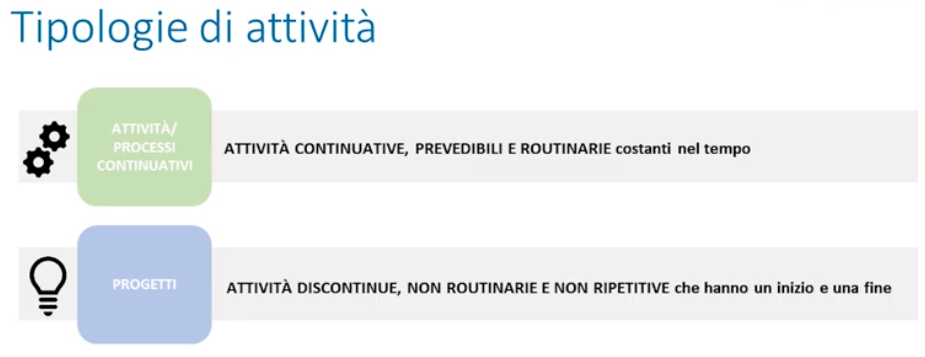 Tipologie di attività
ATTIVITÀ/
PROCESSI
CONTINUATIVI
ATTIVITÀ CONTINUATIVE, PREVEDIBILI E ROUTINARIE costanti nel tempo
PROGETTI
ATTIVITÀ DISCONTINUE, NON ROUTINARIE E NON RIPETITIVE che hanno un inizio e una fine